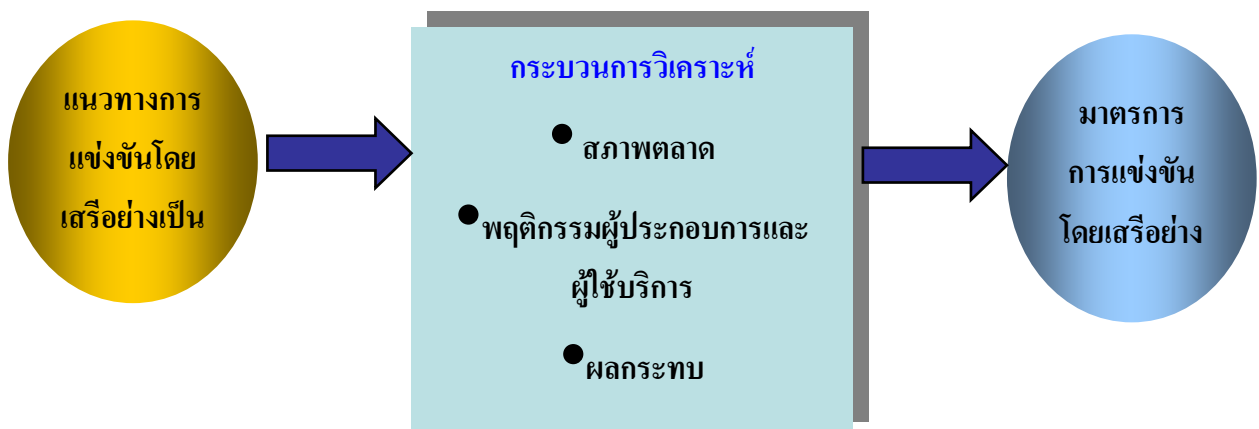 แนวทางการ
แข่งขันโดย
เสรีอย่างเป็น
กระบวนการวิเคราะห์
● สภาพตลาด
●พฤติกรรมผู้ประกอบการและ
ผู้ใช้บริการ
●ผลกระทบ
มาตรการ
การแข่งขัน
โดยเสรีอย่าง